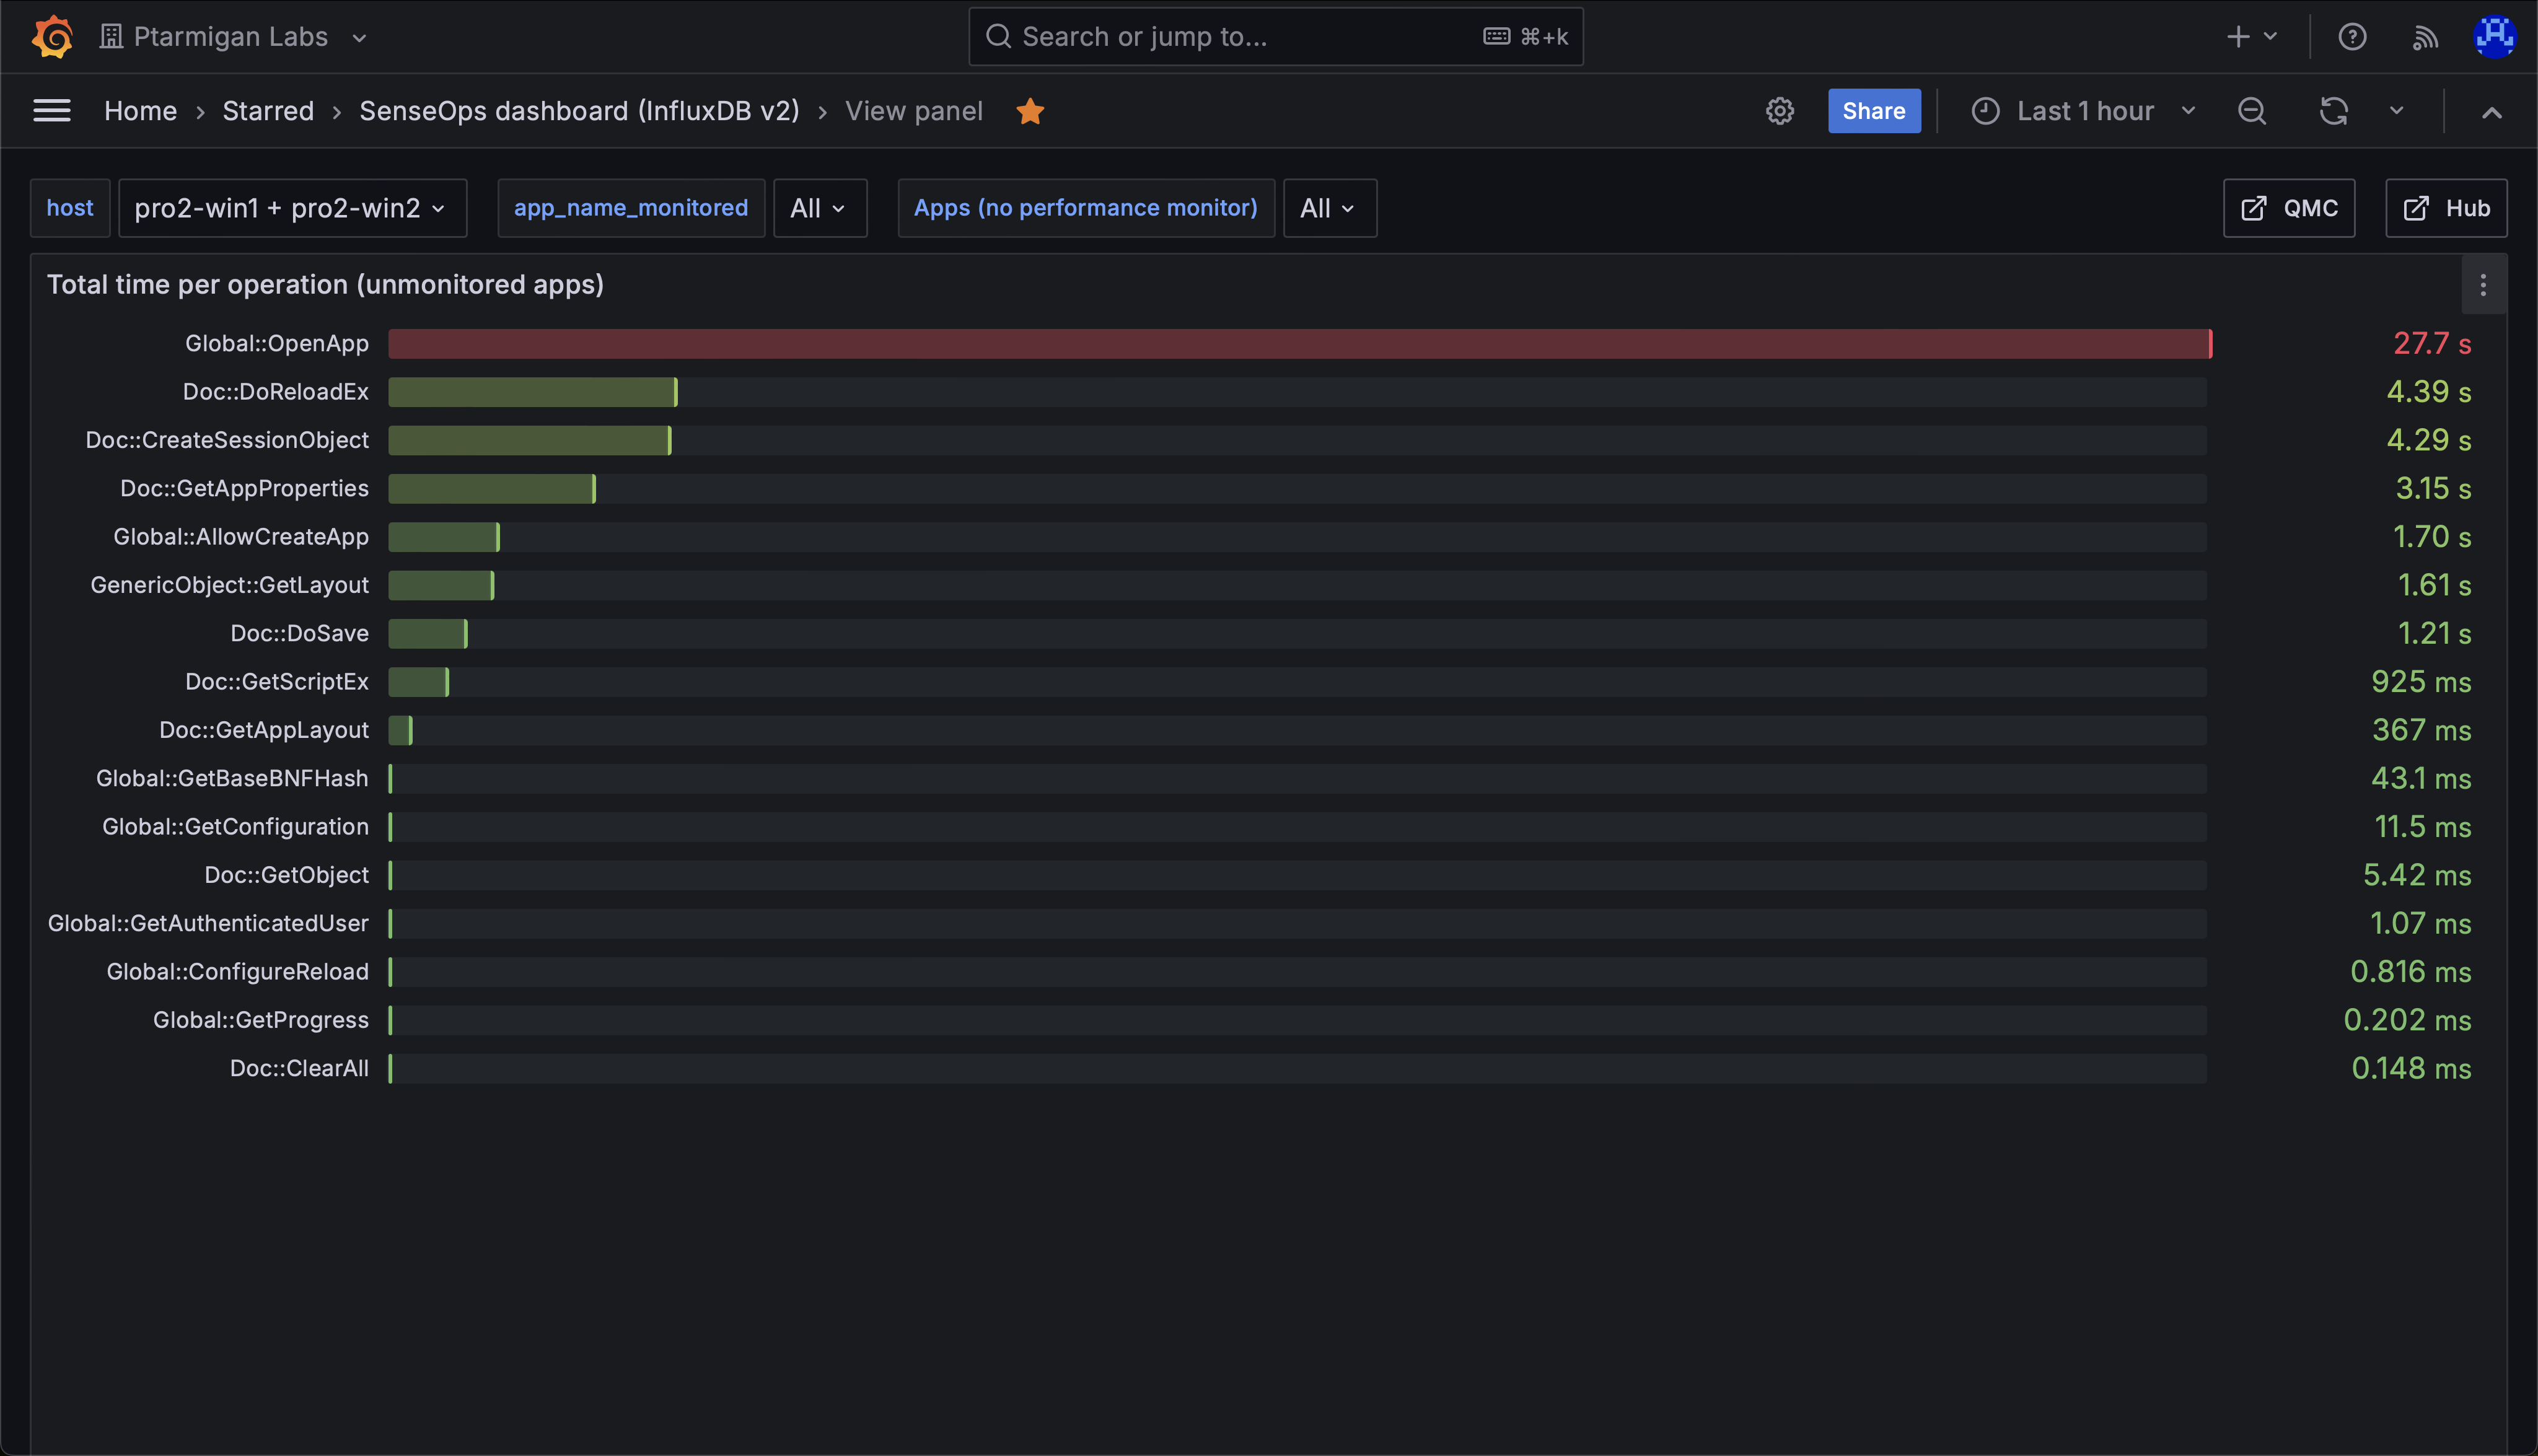 Ptarmigan Labs
Search or jump to...
⌘+k
Home › Starred › SenseOps dashboard (InfluxDB v2) › View panel
Share
Last 1 hour
host
pro2-win1 + pro2-win2
app_name_monitored
All
Apps (no performance monitor)
All
QMC
Hub
Total time per operation (unmonitored apps)
Global::OpenApp 27.7 s
Doc::DoReloadEx 4.39 s
Doc::CreateSessionObject 4.29 s
Doc::GetAppProperties 3.15 s
Global::AllowCreateApp 1.70 s
GenericObject::GetLayout 1.61 s
Doc::DoSave 1.21 s
Doc::GetScriptEx 925 ms
Doc::GetAppLayout 367 ms
Global::GetBaseBNFHash 43.1 ms
Global::GetConfiguration 11.5 ms
Doc::GetObject 5.42 ms
Global::GetAuthenticatedUser 1.07 ms
Global::ConfigureReload 0.816 ms
Global::GetProgress 0.202 ms
Doc::ClearAll 0.148 ms